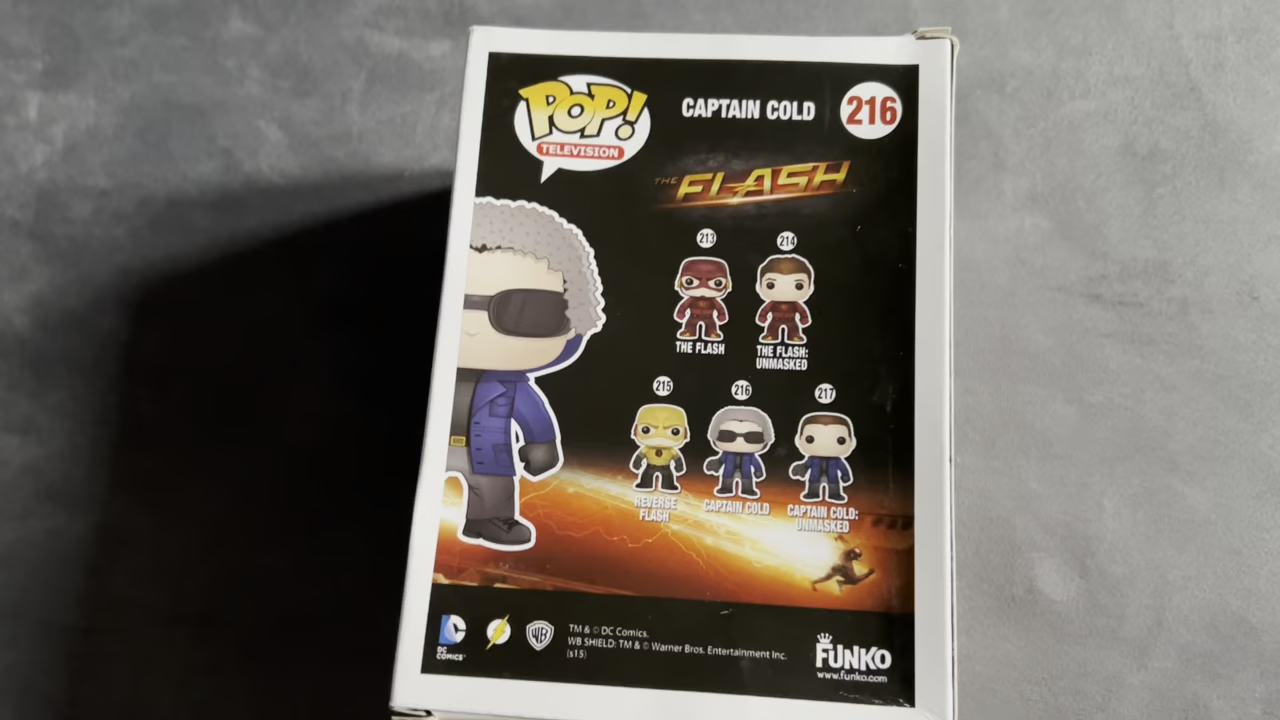 POP!
TELEVISION
CAPTAIN COLD
216
THE FLASH
213
214
THE FLASH
THE FLASH:
UNMASKED
215
216
217
REVERSE
FLASH
CAPTAIN COLD
CAPTAIN COLD:
UNMASKED
DC
COMICS™
WB
TM & © DC Comics.
WB SHIELD: TM & © Warner Bros. Entertainment Inc.
(s15)
FUNKO
www.funko.com